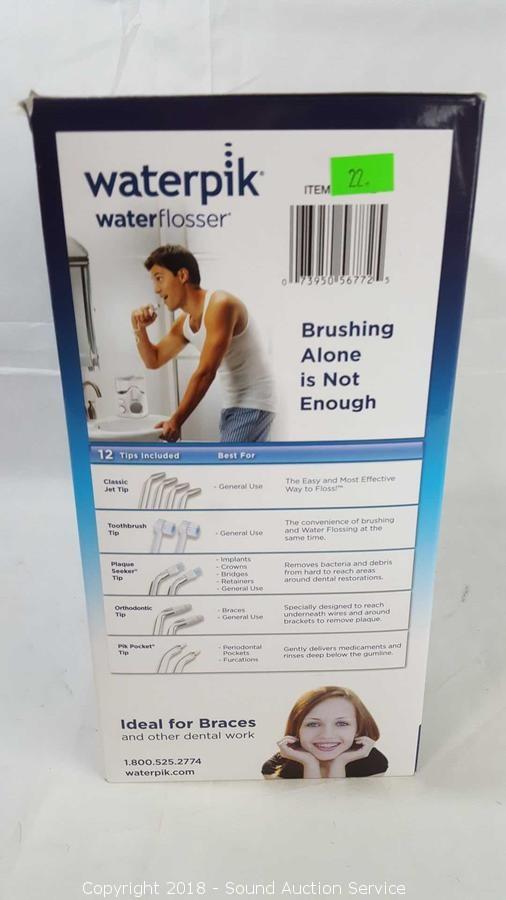 waterpik®
waterflosser®
ITEM
22.
0 73950 56772 5
Brushing
Alone
is Not
Enough
12 Tips Included Best For
Classic
Jet Tip
- General Use
The Easy and Most Effective
Way to Floss!™
Toothbrush
Tip
- General Use
The convenience of brushing
and Water Flossing at the
same time.
Plaque
Seeker®
Tip
- Implants
- Crowns
- Bridges
- Retainers
- General Use
Removes bacteria and debris
from hard to reach areas
around dental restorations.
Orthodontic
Tip
- Braces
- General Use
Specially designed to reach
underneath wires and around
brackets to remove plaque.
Pik Pocket®
Tip
- Periodontal
Pockets
- Furcations
Gently delivers medicaments and
rinses deep below the gumline.
Ideal for Braces
and other dental work
1.800.525.2774
waterpik.com
Copyright 2018 - Sound Auction Service